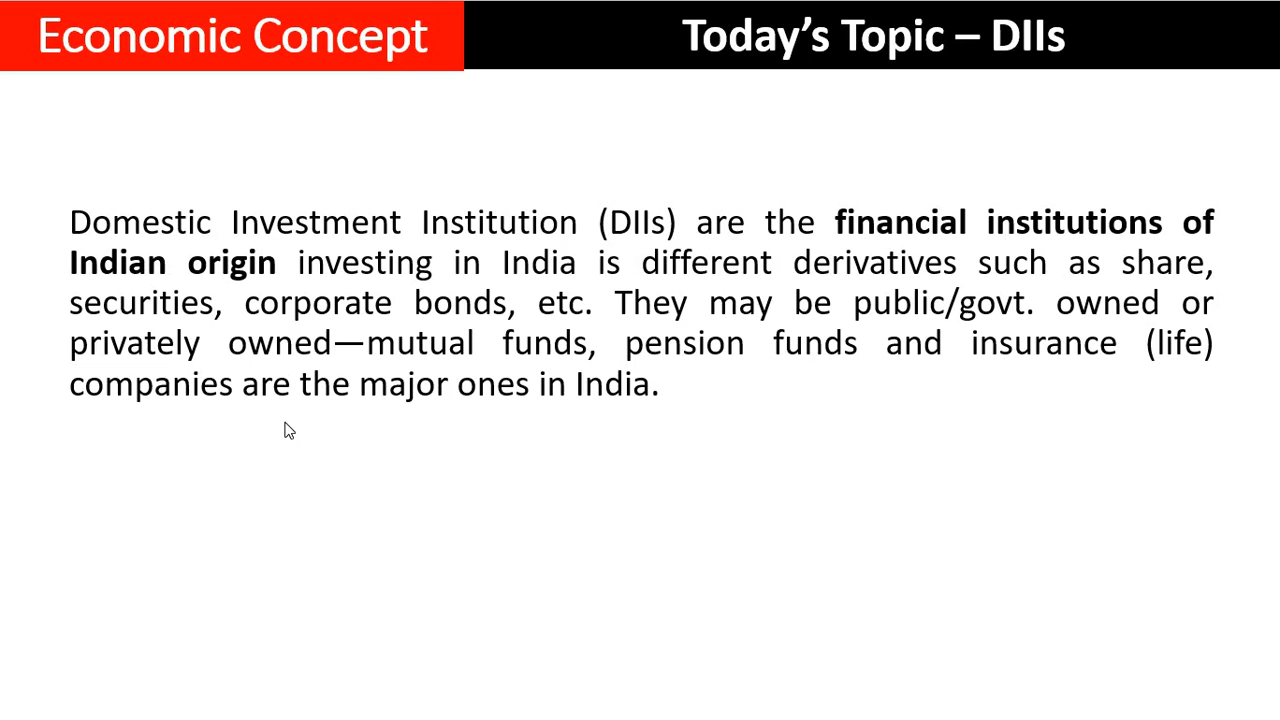 Economic Concept
Today's Topic – DIIs
Domestic Investment Institution (DIIs) are the financial institutions of
Indian origin investing in India is different derivatives such as share,
securities, corporate bonds, etc. They may be public/govt. owned or
privately owned—mutual funds, pension funds and insurance (life)
companies are the major ones in India.